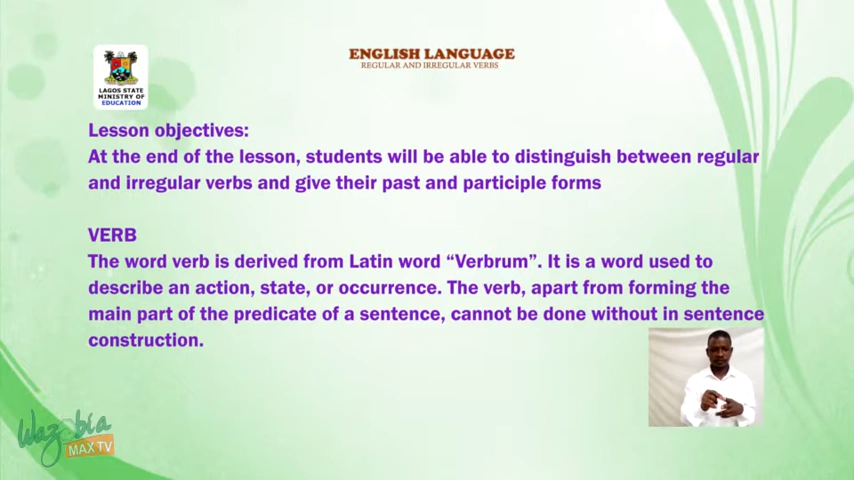 ENGLISH LANGUAGE
REGULAR AND IRREGULAR VERBS
LAGOS STATE
MINISTRY OF
EDUCATION
Lesson objectives:
At the end of the lesson, students will be able to distinguish between regular
and irregular verbs and give their past and participle forms
VERB
The word verb is derived from Latin word “Verbrum”. It is a word used to
describe an action, state, or occurrence. The verb, apart from forming the
main part of the predicate of a sentence, cannot be done without in sentence
construction.
Wazobia
MAX TV